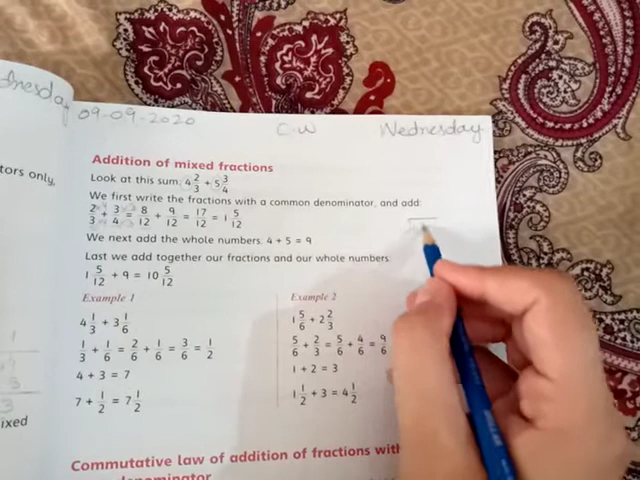 dnesday
09-09-2020 C-W Wednesday
tors only,
Addition of mixed fractions
Look at this sum: 4 2/3 + 5 3/4
We first write the fractions with a common denominator, and add:
2/3 + 3/4 = 8/12 + 9/12 = 17/12 = 1 5/12
We next add the whole numbers: 4 + 5 = 9
Last we add together our fractions and our whole numbers:
1 5/12 + 9 = 10 5/12
Example 1
4 1/3 + 3 1/6
1/3 + 1/6 = 2/6 + 1/6 = 3/6 = 1/2
4 + 3 = 7
7 + 1/2 = 7 1/2
Example 2
1 5/6 + 2 2/3
5/6 + 2/3 = 5/6 + 4/6 = 9/6
1 + 2 = 3
1 1/2 + 3 = 4 1/2
ixed
Commutative law of addition of fractions with
denominator